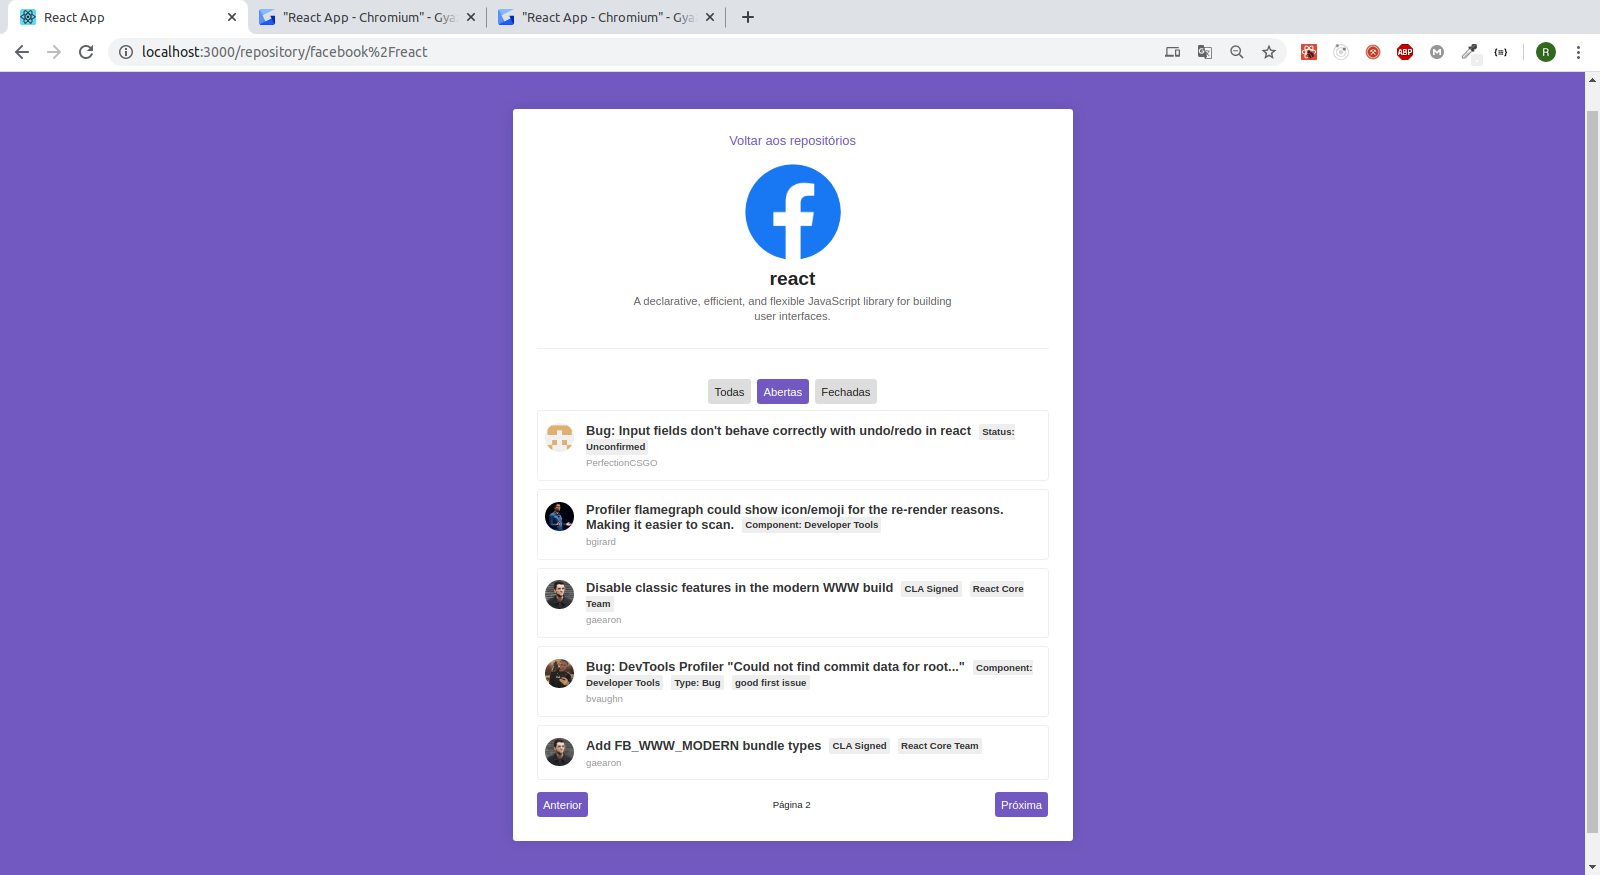 React App
"React App - Chromium" - Gya
"React App - Chromium" - Gya
localhost:3000/repository/facebook%2Freact
ABP
M
R
Voltar aos repositórios
react
A declarative, efficient, and flexible JavaScript library for building
user interfaces.
Todas Abertas Fechadas
Bug: Input fields don't behave correctly with undo/redo in react Status:
Unconfirmed
PerfectionCSGO
Profiler flamegraph could show icon/emoji for the re-render reasons.
Making it easier to scan. Component: Developer Tools
bgirard
Disable classic features in the modern WWW build CLA Signed React Core
Team
gaearon
Bug: DevTools Profiler "Could not find commit data for root..." Component:
Developer Tools Type: Bug good first issue
bvaughn
Add FB_WWW_MODERN bundle types CLA Signed React Core Team
gaearon
Anterior Página 2 Próxima